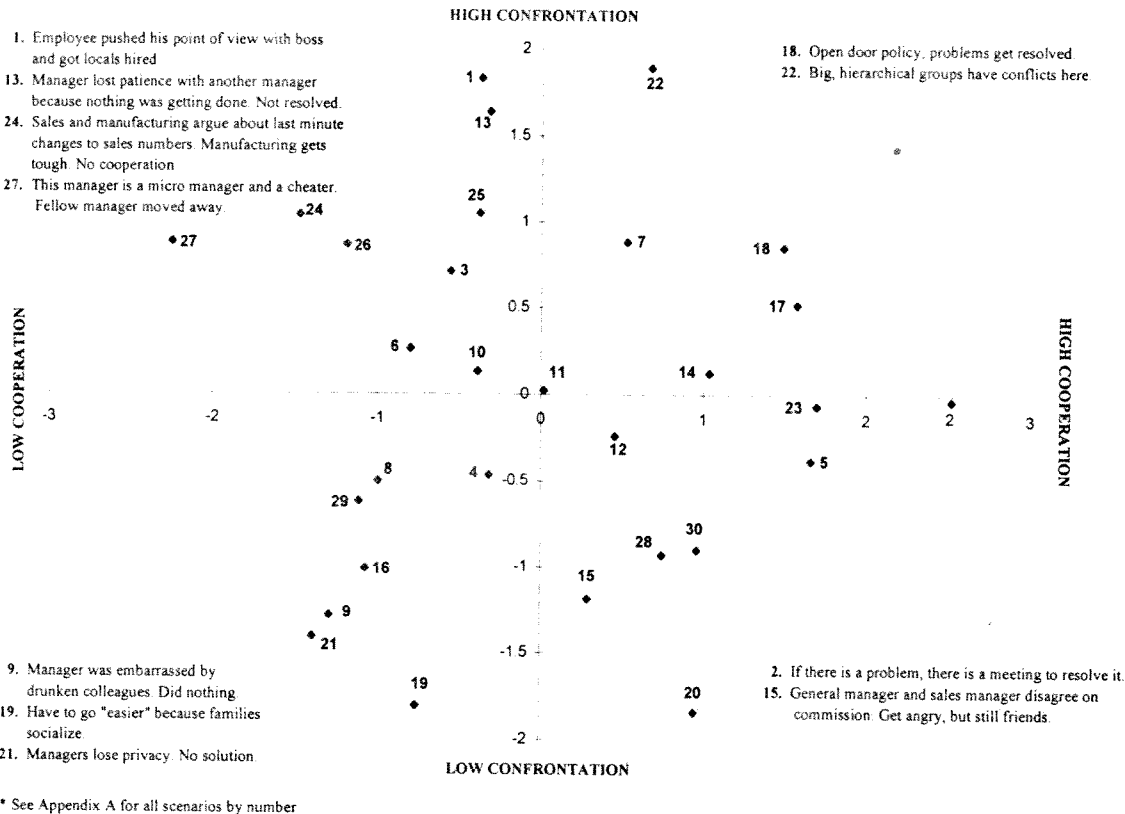 HIGH CONFRONTATION
1. Employee pushed his point of view with boss
and got locals hired
13. Manager lost patience with another manager
because nothing was getting done. Not resolved.
24. Sales and manufacturing argue about last minute
changes to sales numbers. Manufacturing gets
tough. No cooperation
27. This manager is a micro manager and a cheater.
Fellow manager moved away.
18. Open door policy, problems get resolved.
22. Big, hierarchical groups have conflicts here.
2
1
22
13
1.5
25
24
1
27
26
7
18
3
0.5
17
6
10
11
14
0
23
-3
-2
-1
0
1
2
2
3
LOW COOPERATION
HIGH COOPERATION
12
5
8
4
-0.5
29
30
28
16
-1
15
9
21
-1.5
19
20
-2
LOW CONFRONTATION
9. Manager was embarrassed by
drunken colleagues. Did nothing.
19. Have to go "easier" because families
socialize.
21. Managers lose privacy. No solution.
2. If there is a problem, there is a meeting to resolve it.
15. General manager and sales manager disagree on
commission. Get angry, but still friends.
* See Appendix A for all scenarios by number